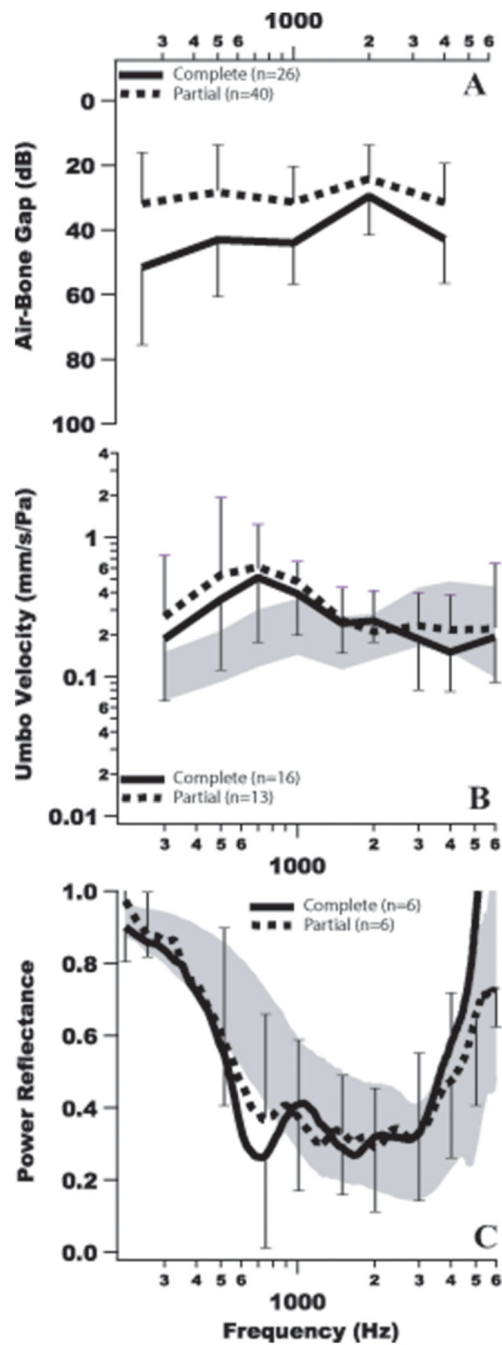 1000
3 4 5 6 2 3 4 5 6
Complete (n=26)
Partial (n=40)
A
Air-Bone Gap (dB)
0
20
40
60
80
100
Umbo Velocity (mm/s/Pa)
4
2
1
6
4
2
0.1
6
4
2
0.01
Complete (n=16)
Partial (n=13)
B
3 4 5 6 2 3 4 5 6
1000
Power Reflectance
1.0
0.8
0.6
0.4
0.2
0.0
Complete (n=6)
Partial (n=6)
C
3 4 5 6 2 3 4 5 6
1000
Frequency (Hz)